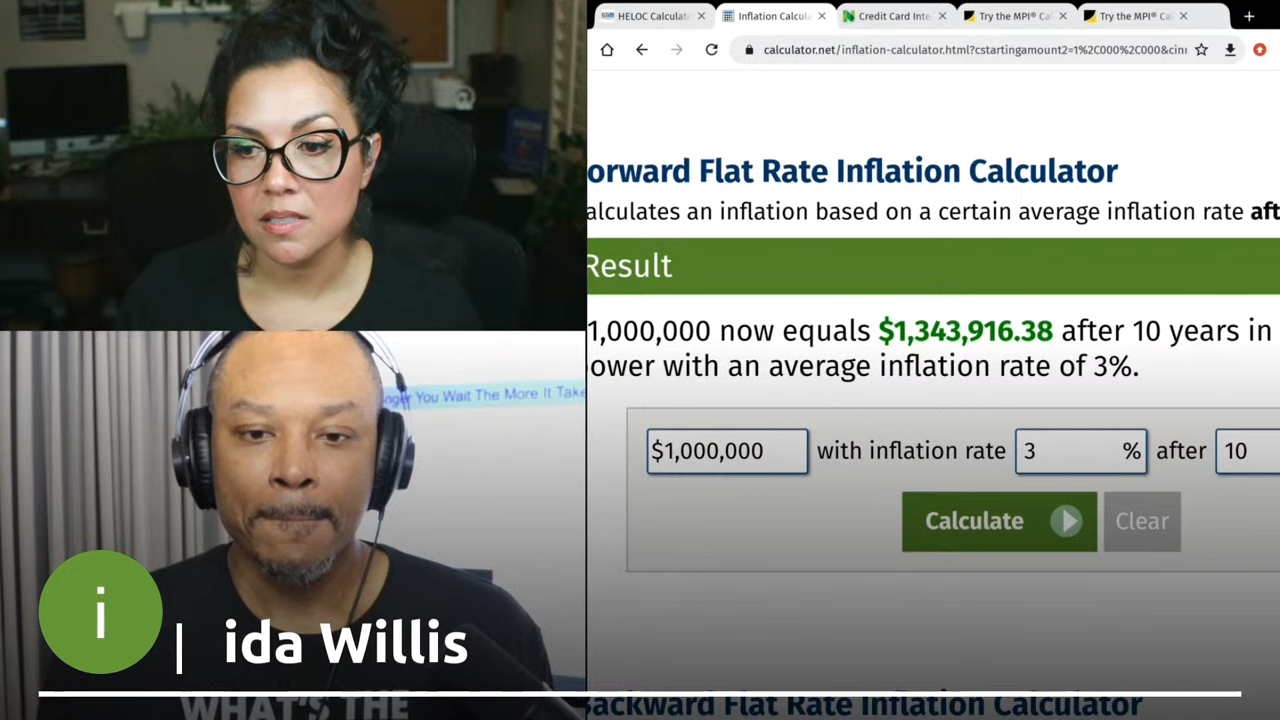 HELOC Calculat
Inflation Calcula
Credit Card Inte
Try the MPI® Ca
Try the MPI® Ca
calculator.net/inflation-calculator.html?cstartingamount2=1%2C000%2C000&cinr
orward Flat Rate Inflation Calculator
alculates an inflation based on a certain average inflation rate aft
Result
1,000,000 now equals $1,343,916.38 after 10 years in
ower with an average inflation rate of 3%.
$1,000,000 with inflation rate 3 % after 10
Calculate Clear
Backward Flat Rate Inflation Calculator
nger You Wait The More It Take
i | ida Willis
WHAT'S THE